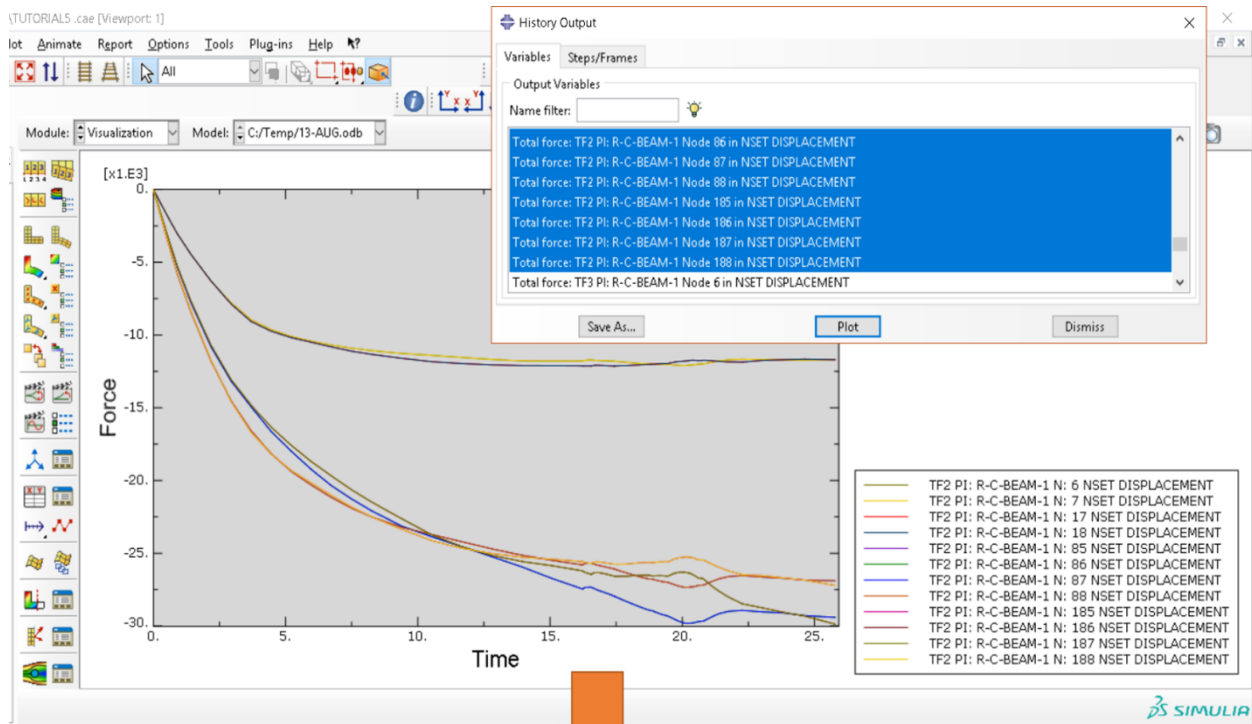 \TUTORIAL5 .cae [Viewport: 1]
lot Animate Report Options Tools Plug-ins Help
All
Module: Visualization Model: C:/Temp/13-AUG.odb
History Output
Variables Steps/Frames
Output Variables
Name filter:
Total force: TF2 PI: R-C-BEAM-1 Node 86 in NSET DISPLACEMENT
Total force: TF2 PI: R-C-BEAM-1 Node 87 in NSET DISPLACEMENT
Total force: TF2 PI: R-C-BEAM-1 Node 88 in NSET DISPLACEMENT
Total force: TF2 PI: R-C-BEAM-1 Node 185 in NSET DISPLACEMENT
Total force: TF2 PI: R-C-BEAM-1 Node 186 in NSET DISPLACEMENT
Total force: TF2 PI: R-C-BEAM-1 Node 187 in NSET DISPLACEMENT
Total force: TF2 PI: R-C-BEAM-1 Node 188 in NSET DISPLACEMENT
Total force: TF3 PI: R-C-BEAM-1 Node 6 in NSET DISPLACEMENT
Save As... Plot Dismiss
[x1.E3]
0.
-5.
-10.
-15.
-20.
-25.
-30.
Force
0. 5. 10. 15. 20. 25.
Time
TF2 PI: R-C-BEAM-1 N: 6 NSET DISPLACEMENT
TF2 PI: R-C-BEAM-1 N: 7 NSET DISPLACEMENT
TF2 PI: R-C-BEAM-1 N: 17 NSET DISPLACEMENT
TF2 PI: R-C-BEAM-1 N: 18 NSET DISPLACEMENT
TF2 PI: R-C-BEAM-1 N: 85 NSET DISPLACEMENT
TF2 PI: R-C-BEAM-1 N: 86 NSET DISPLACEMENT
TF2 PI: R-C-BEAM-1 N: 87 NSET DISPLACEMENT
TF2 PI: R-C-BEAM-1 N: 88 NSET DISPLACEMENT
TF2 PI: R-C-BEAM-1 N: 185 NSET DISPLACEMENT
TF2 PI: R-C-BEAM-1 N: 186 NSET DISPLACEMENT
TF2 PI: R-C-BEAM-1 N: 187 NSET DISPLACEMENT
TF2 PI: R-C-BEAM-1 N: 188 NSET DISPLACEMENT
SIMULIA